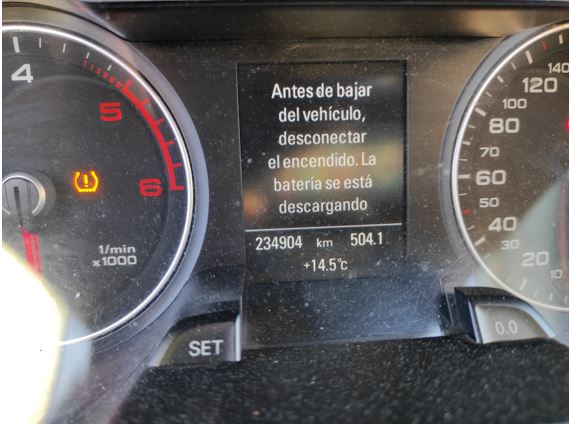 Antes de bajar
del vehículo,
desconectar
el encendido. La
batería se está
descargando
234904 km 504.1
+14.5°c
4
5
6
1/min
x1000
SET
140
120
100
80
70
60
50
40
30
20
10
0.0